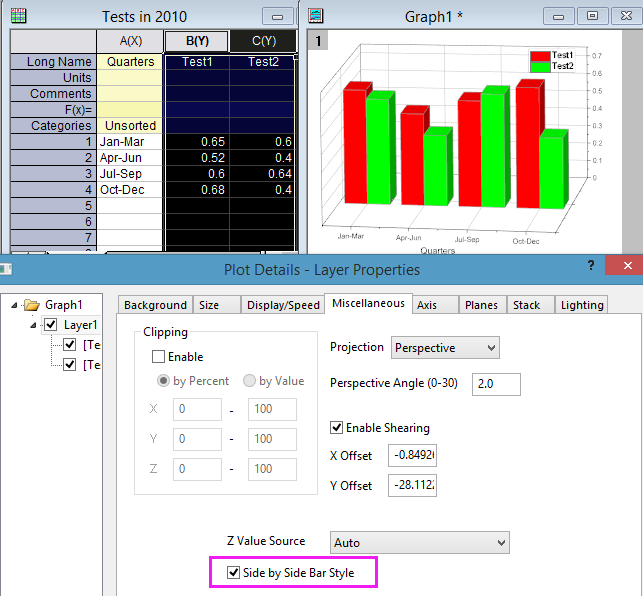 Tests in 2010
A(X) B(Y) C(Y)
Long Name Quarters Test1 Test2
Units
Comments
F(x)=
Categories Unsorted
1 Jan-Mar 0.65 0.6
2 Apr-Jun 0.52 0.4
3 Jul-Sep 0.6 0.64
4 Oct-Dec 0.68 0.4
5
6
7
Graph1 *
1
Test1
Test2
0.7
0.6
0.5
0.4
0.3
0.2
0.1
0
Jan-Mar
Apr-Jun
Jul-Sep
Oct-Dec
Quarters
Plot Details - Layer Properties
?
Graph1
Layer1
[Te
[Te
Background Size Display/Speed Miscellaneous Axis Planes Stack Lighting
Clipping
Enable
by Percent by Value
X 0 - 100
Y 0 - 100
Z 0 - 100
Projection Perspective
Perspective Angle (0-30) 2.0
Enable Shearing
X Offset -0.8492
Y Offset -28.112
Z Value Source Auto
Side by Side Bar Style